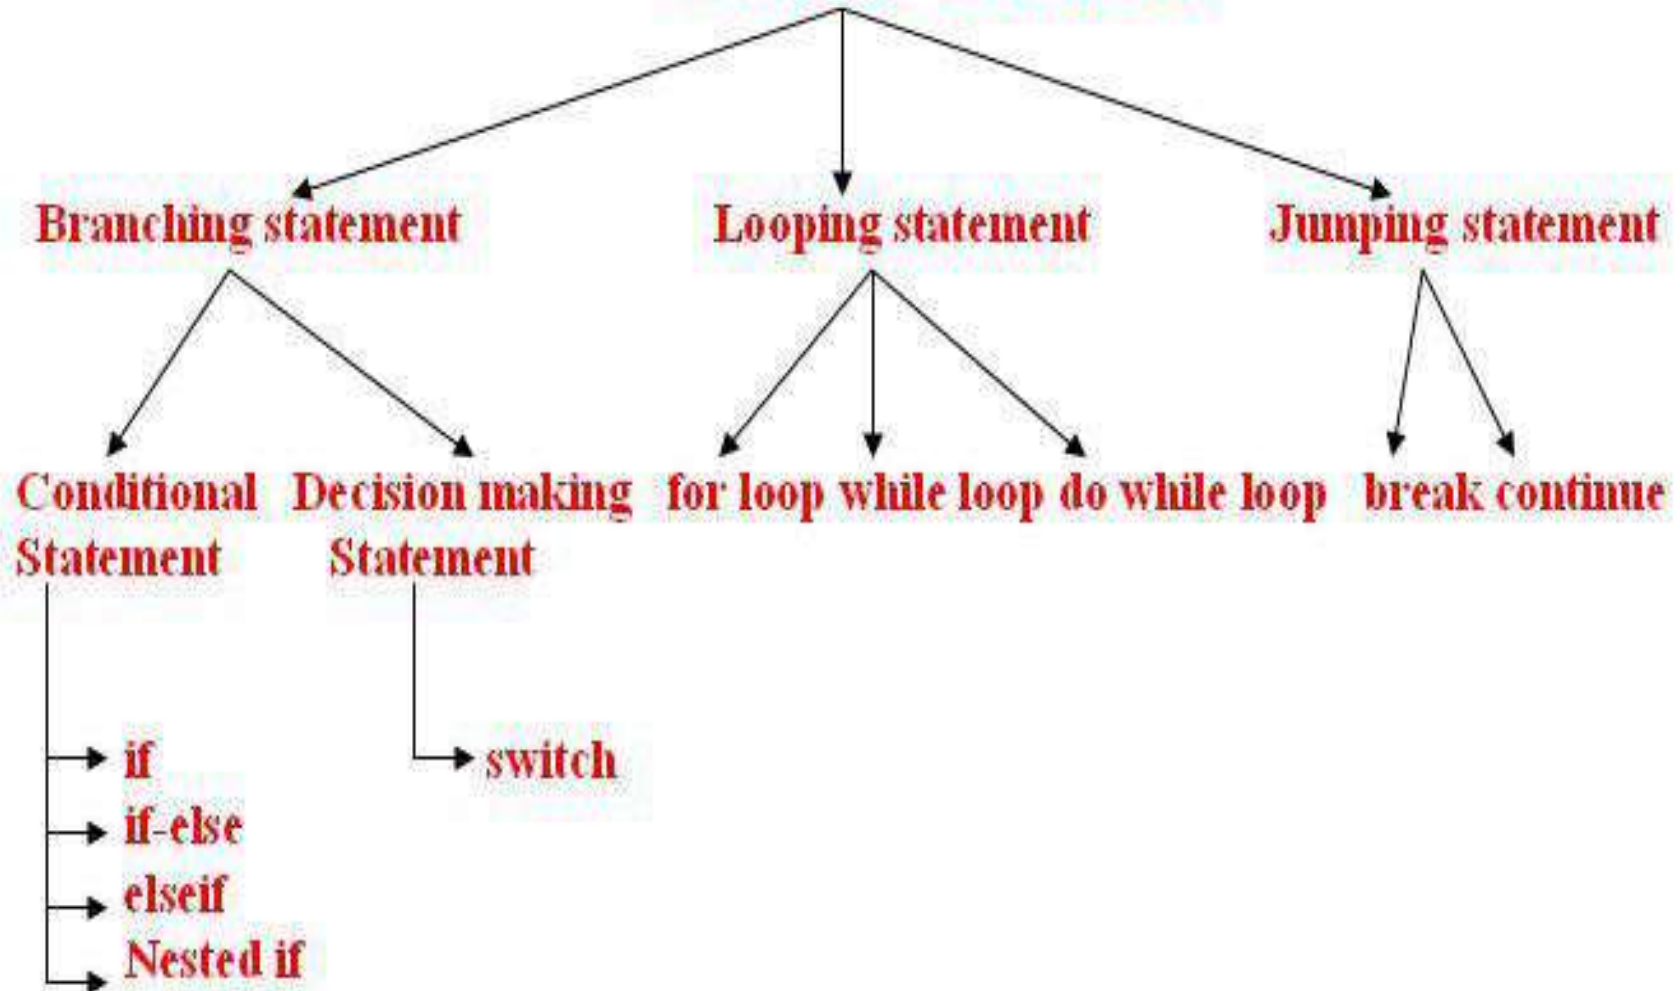 Branching statement Looping statement Jumping statement
Conditional Decision making for loop while loop do while loop break continue
Statement Statement
if switch
if-else
elseif
Nested if